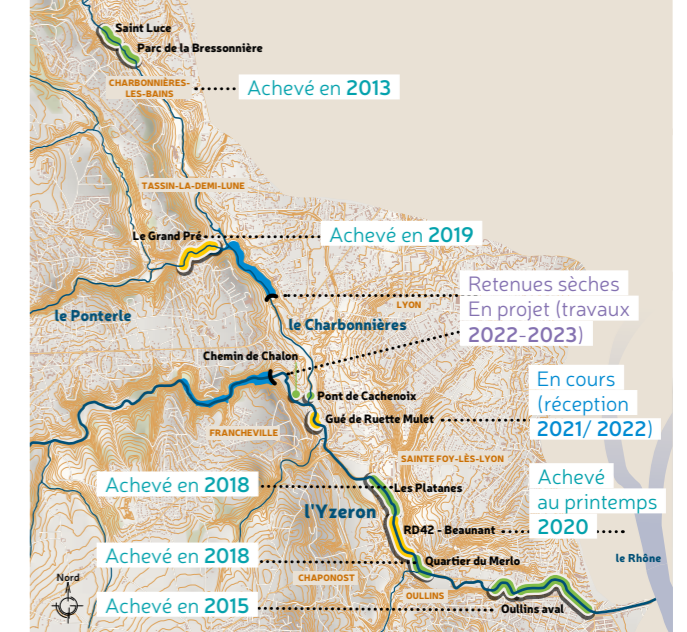 Saint Luce
Parc de la Bressonnière
CHARBONNIÈRES-
LES-BAINS
Achevé en 2013
TASSIN-LA-DEMI-LUNE
Le Grand Pré
Achevé en 2019
Retenues sèches
En projet (travaux
2022-2023)
LYON
le Ponterle
le Charbonnières
Chemin de Chalon
En cours
(réception
2021/ 2022)
Pont de Cachenoix
Gué de Ruette Mulet
FRANCHEVILLE
SAINTE FOY-LÈS-LYON
Achevé en 2018
Les Platanes
Achevé
au printemps
2020
l'Yzeron
RD42 - Beaunant
Achevé en 2018
Quartier du Merlo
le Rhône
Nord
CHAPONOST
OULLINS
Achevé en 2015
Oullins aval